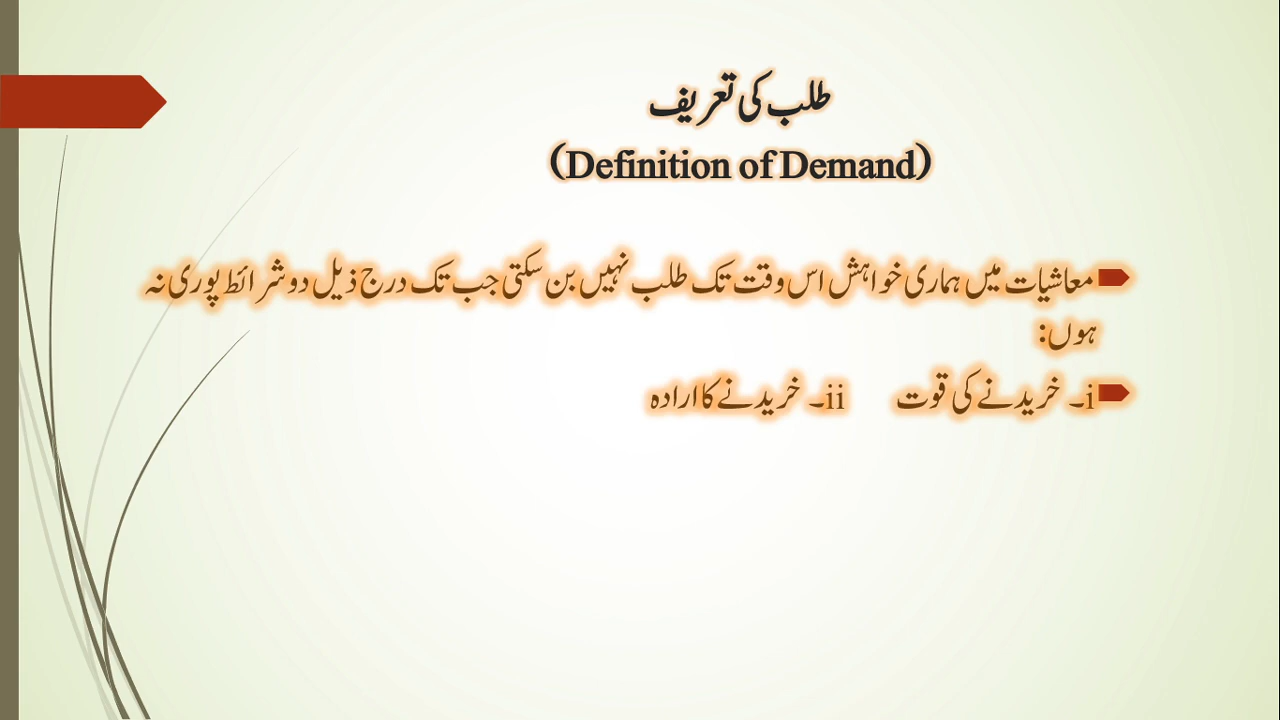 طلب کی تعریف
(Definition of Demand)
معاشیات میں ہماری خواہش اس وقت تک طلب نہیں بن سکتی جب تک درج ذیل دو شرائط پوری نہ
ہوں:
i۔ خریدنے کی قوت ii۔ خریدنے کا ارادہ